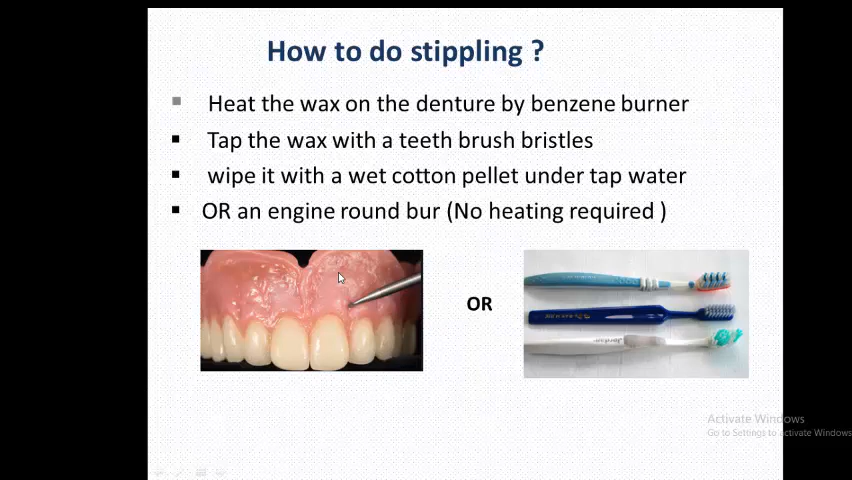 How to do stippling ?
Heat the wax on the denture by benzene burner
Tap the wax with a teeth brush bristles
wipe it with a wet cotton pellet under tap water
OR an engine round bur (No heating required )
OR
Activate Windows
Go to Settings to activate Windows